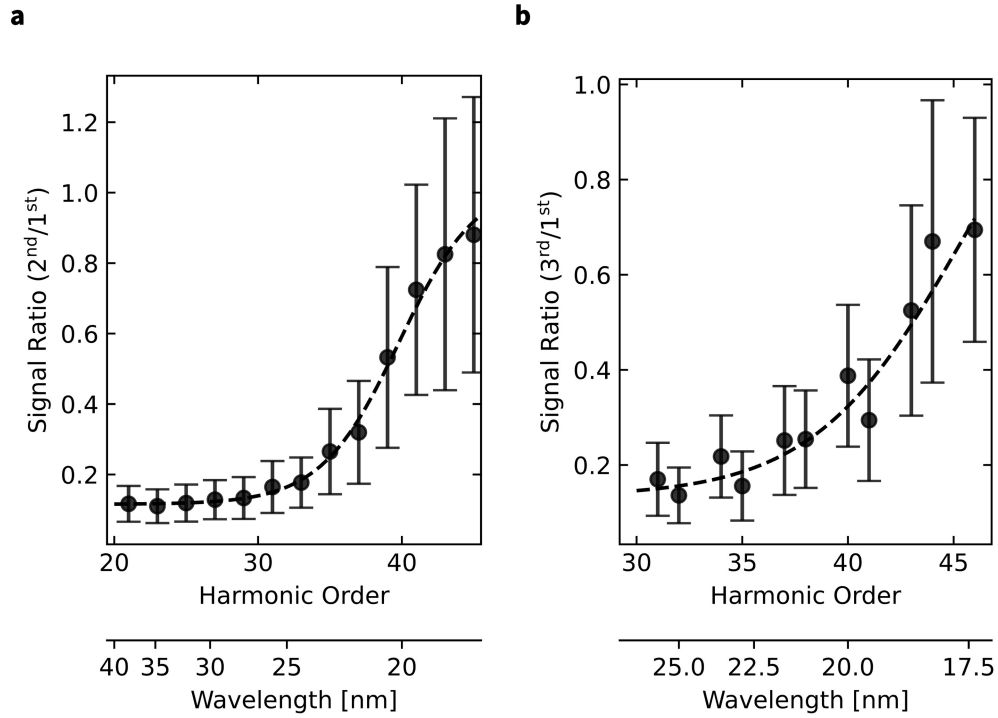 a
Signal Ratio (2nd/1st)
1.2
1.0
0.8
0.6
0.4
0.2
20 30 40
Harmonic Order
40 35 30 25 20
Wavelength [nm]
b
Signal Ratio (3rd/1st)
1.0
0.8
0.6
0.4
0.2
30 35 40 45
Harmonic Order
25.0 22.5 20.0 17.5
Wavelength [nm]